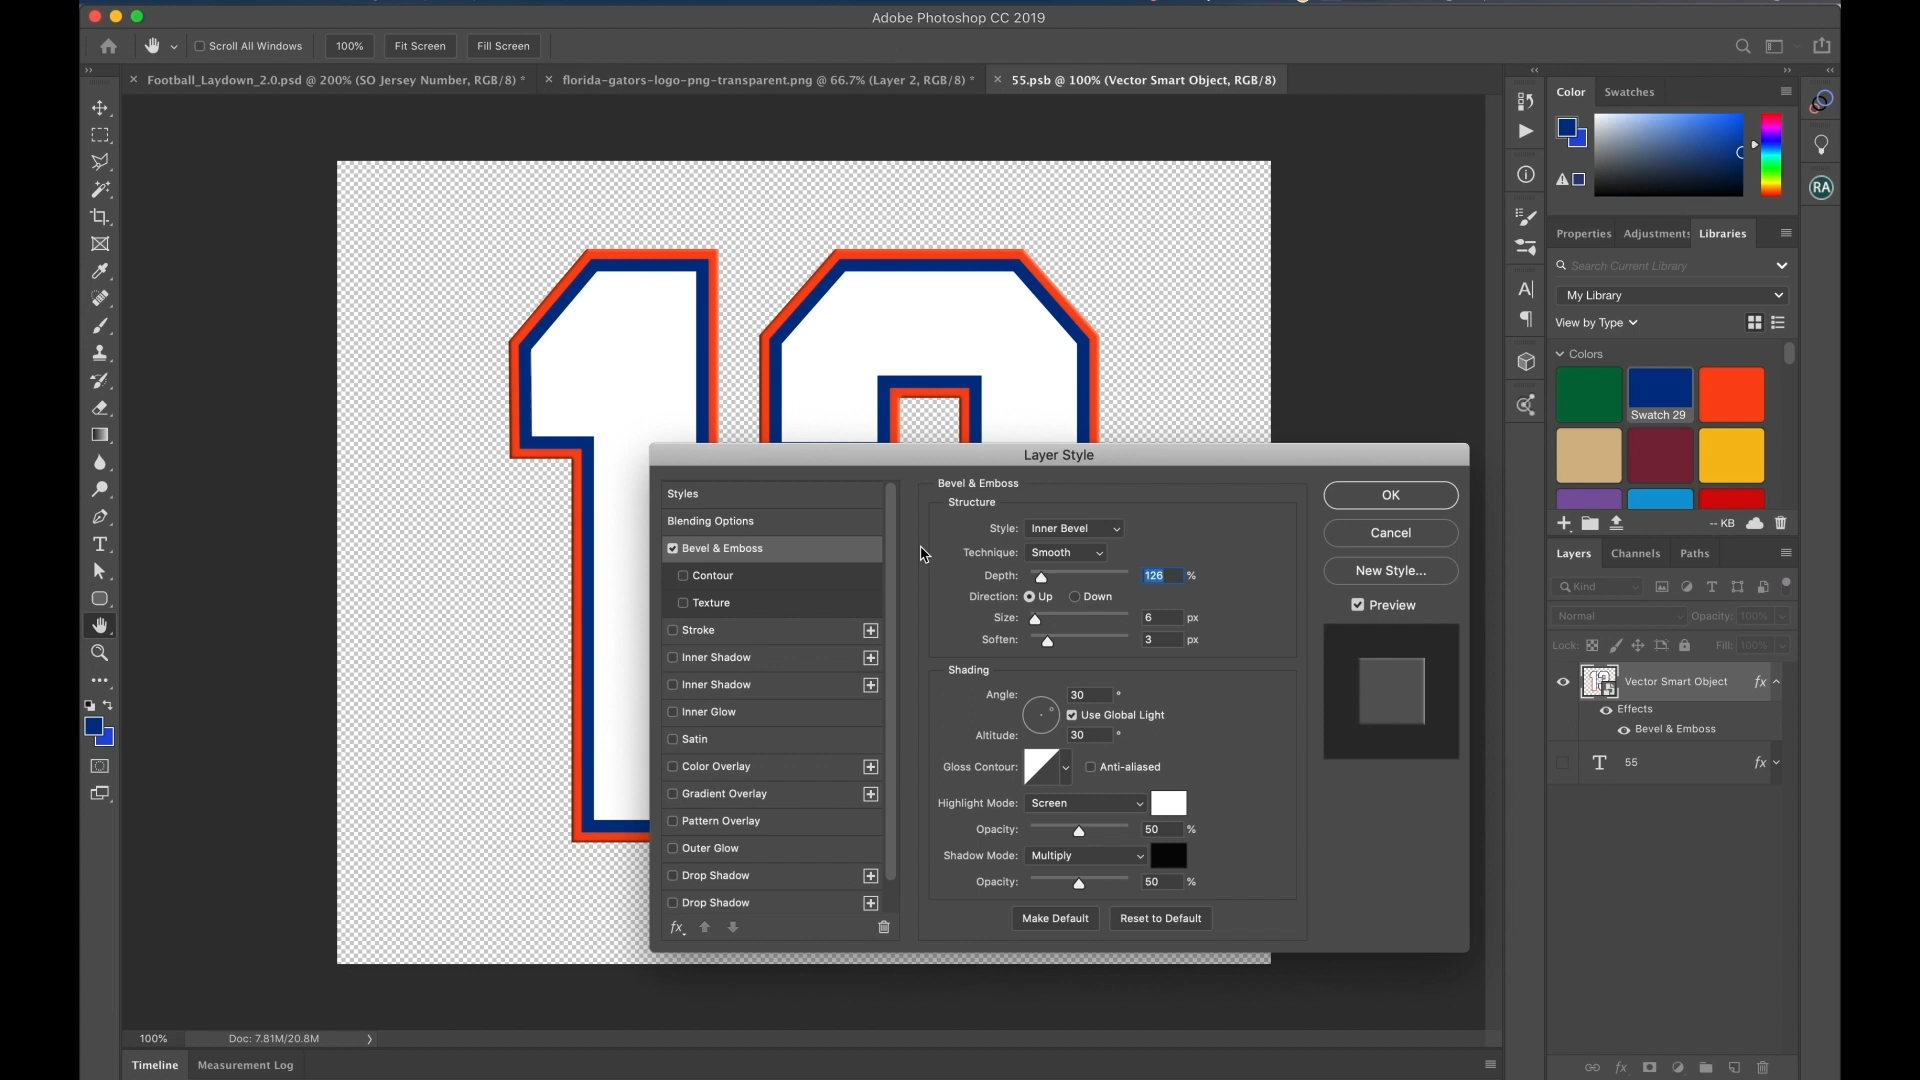 Adobe Photoshop CC 2019
Scroll All Windows
100%
Fit Screen
Fill Screen
Football_Laydown_2.0.psd @ 200% (SO Jersey Number, RGB/8) *
florida-gators-logo-png-transparent.png @ 66.7% (Layer 2, RGB/8) *
55.psb @ 100% (Vector Smart Object, RGB/8)
Color
Swatches
RA
Properties
Adjustments
Libraries
Search Current Library
My Library
View by Type
Colors
Swatch 29
-- KB
Layers
Channels
Paths
Kind
Normal
Opacity: 100%
Lock:
Fill: 100%
Vector Smart Object
fx
Effects
Bevel & Emboss
T
55
fx
Layer Style
Styles
Blending Options
Bevel & Emboss
Contour
Texture
Stroke
Inner Shadow
Inner Shadow
Inner Glow
Satin
Color Overlay
Gradient Overlay
Pattern Overlay
Outer Glow
Drop Shadow
Drop Shadow
fx
Bevel & Emboss
Structure
Style: Inner Bevel
Technique: Smooth
Depth: 126 %
Direction: Up Down
Size: 6 px
Soften: 3 px
Shading
Angle: 30 °
Use Global Light
Altitude: 30 °
Gloss Contour: Anti-aliased
Highlight Mode: Screen
Opacity: 50 %
Shadow Mode: Multiply
Opacity: 50 %
Make Default
Reset to Default
OK
Cancel
New Style...
Preview
100%
Doc: 7.81M/20.8M
Timeline
Measurement Log